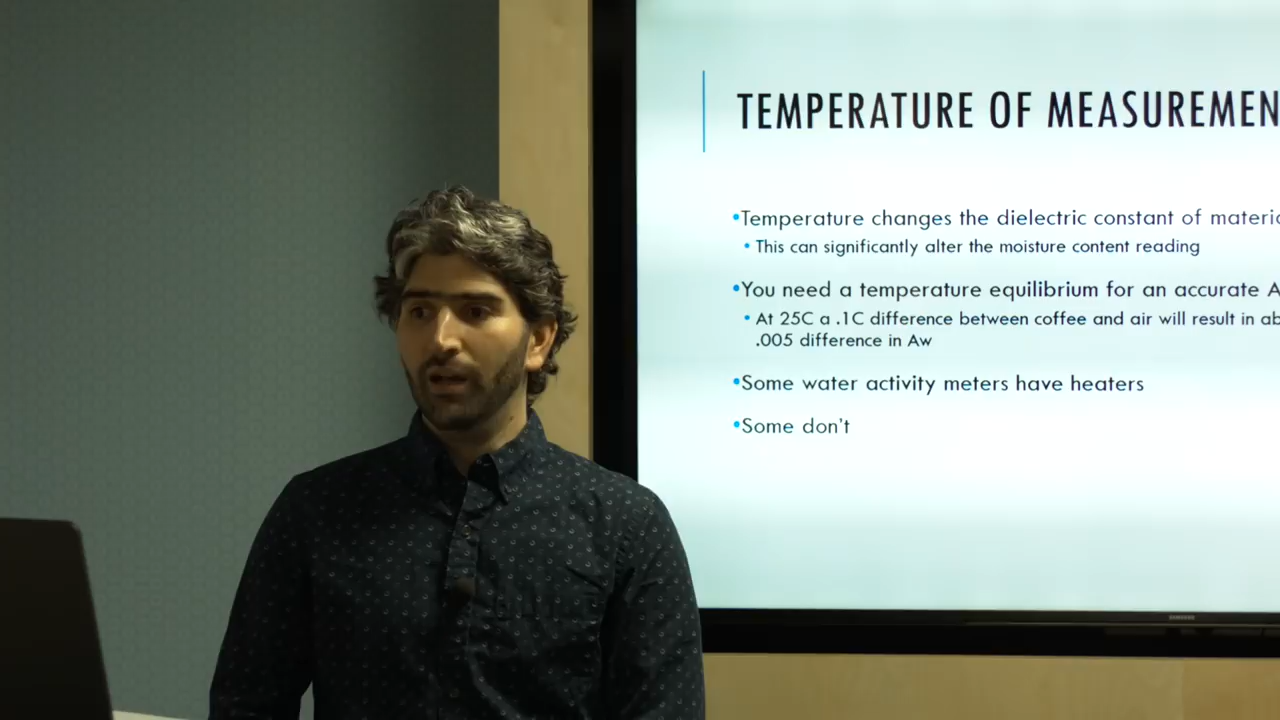 TEMPERATURE OF MEASUREMEN
•Temperature changes the dielectric constant of materi
• This can significantly alter the moisture content reading
•You need a temperature equilibrium for an accurate A
• At 25C a .1C difference between coffee and air will result in ab
.005 difference in Aw
•Some water activity meters have heaters
•Some don't
SAMSUNG